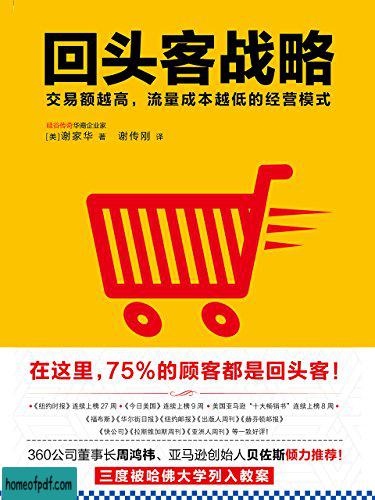 回头客战略
交易额越高,流量成本越低的经营模式
硅谷传奇华裔企业家
[美]谢家华 著 谢传刚 译
在这里,75%的顾客都是回头客!
•《纽约时报》连续上榜27周 •《今日美国》连续上榜9周 •美国亚马逊“十大畅销书”连续上榜8周•
《福布斯》《华尔街日报》《纽约邮报》《出版人周刊》《赫芬顿邮报》
《快公司》《拉斯维加斯周刊》《亚洲人周刊》等一致好评!
360公司董事长周鸿祎、亚马逊创始人贝佐斯倾力推荐!
三度被哈佛大学列入教案
homeofpdf.com